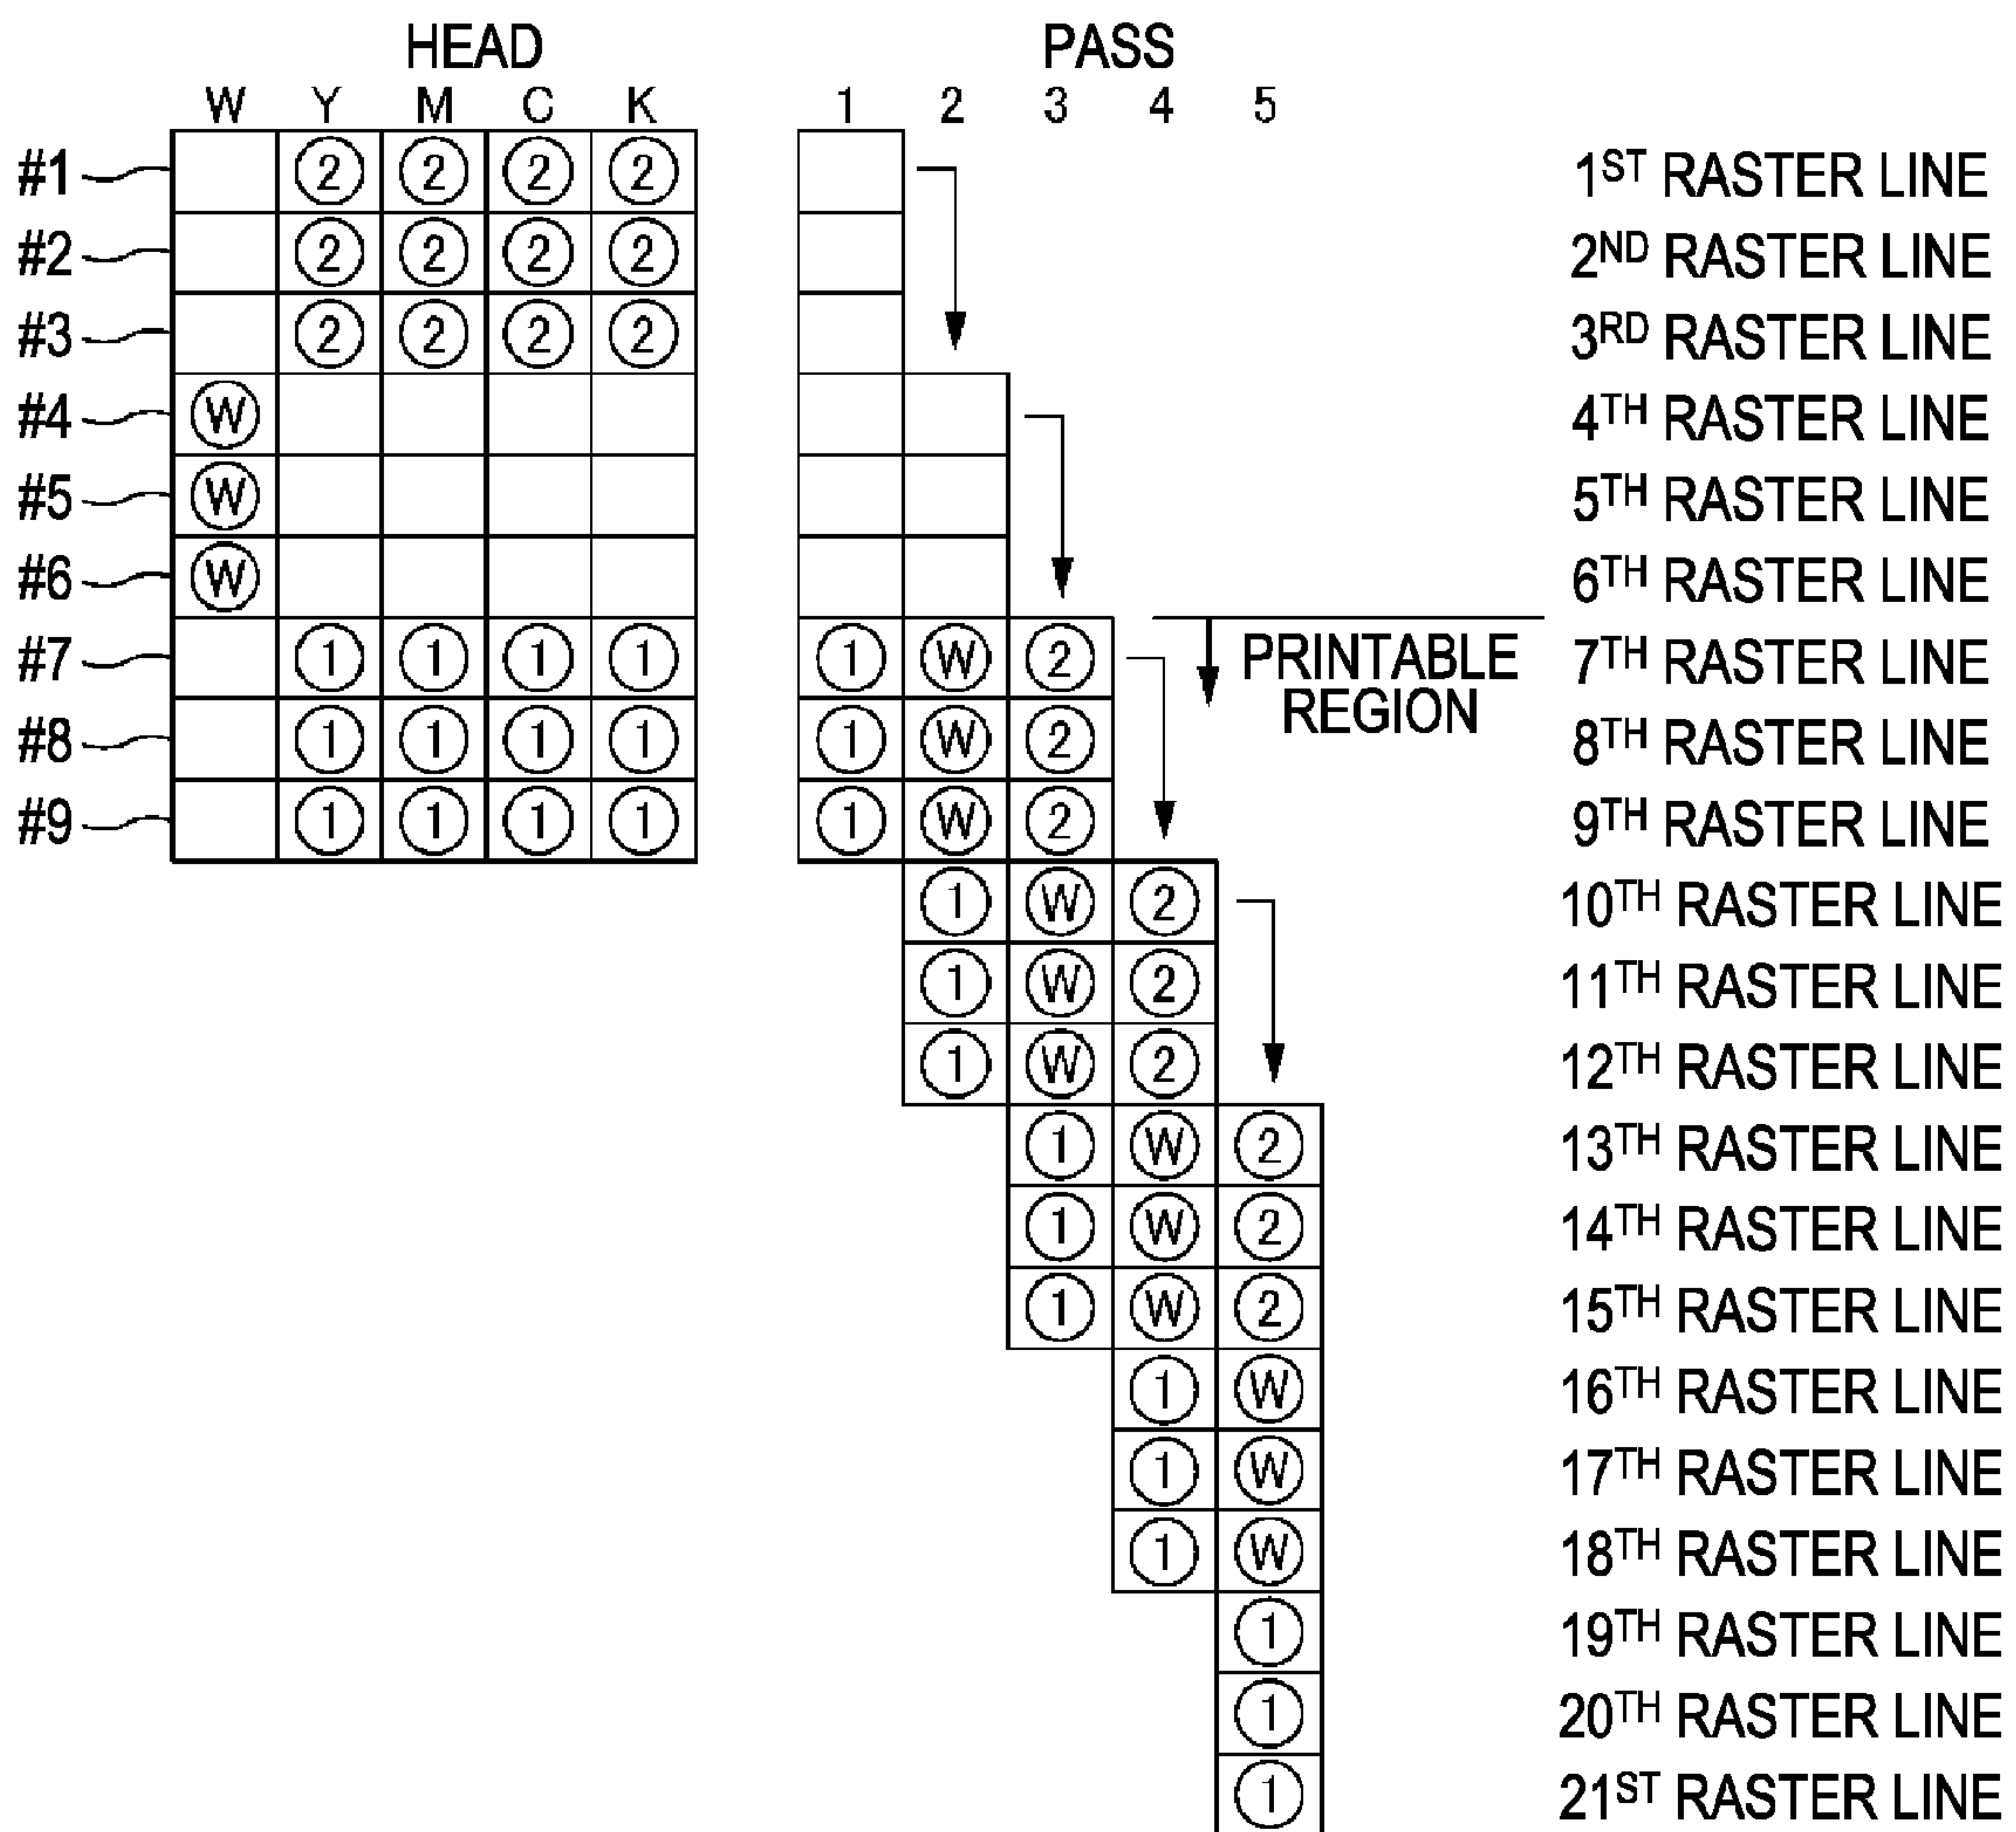 HEAD PASS
W Y M C K 1 2 3 4 5
#1 2 2 2 2 1ST RASTER LINE
#2 2 2 2 2 2ND RASTER LINE
#3 2 2 2 2 3RD RASTER LINE
#4 W 4TH RASTER LINE
#5 W 5TH RASTER LINE
#6 W 6TH RASTER LINE
#7 1 1 1 1 1 W 2 PRINTABLE 7TH RASTER LINE
#8 1 1 1 1 1 W 2 REGION 8TH RASTER LINE
#9 1 1 1 1 1 W 2 9TH RASTER LINE
1 W 2 10TH RASTER LINE
1 W 2 11TH RASTER LINE
1 W 2 12TH RASTER LINE
1 W 2 13TH RASTER LINE
1 W 2 14TH RASTER LINE
1 W 2 15TH RASTER LINE
1 W 16TH RASTER LINE
1 W 17TH RASTER LINE
1 W 18TH RASTER LINE
1 19TH RASTER LINE
1 20TH RASTER LINE
1 21ST RASTER LINE